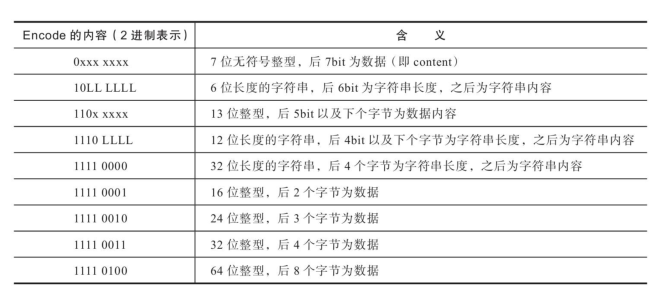 Encode 的内容（2 进制表示） 含 义
0xxx xxxx 7 位无符号整型，后 7bit 为数据（即 content）
10LL LLLL 6 位长度的字符串，后 6bit 为字符串长度，之后为字符串内容
110x xxxx 13 位整型，后 5bit 以及下个字节为数据内容
1110 LLLL 12 位长度的字符串，后 4bit 以及下个字节为字符串长度，之后为字符串内容
1111 0000 32 位长度的字符串，后 4 个字节为字符串长度，之后为字符串内容
1111 0001 16 位整型，后 2 个字节为数据
1111 0010 24 位整型，后 3 个字节为数据
1111 0011 32 位整型，后 4 个字节为数据
1111 0100 64 位整型，后 8 个字节为数据